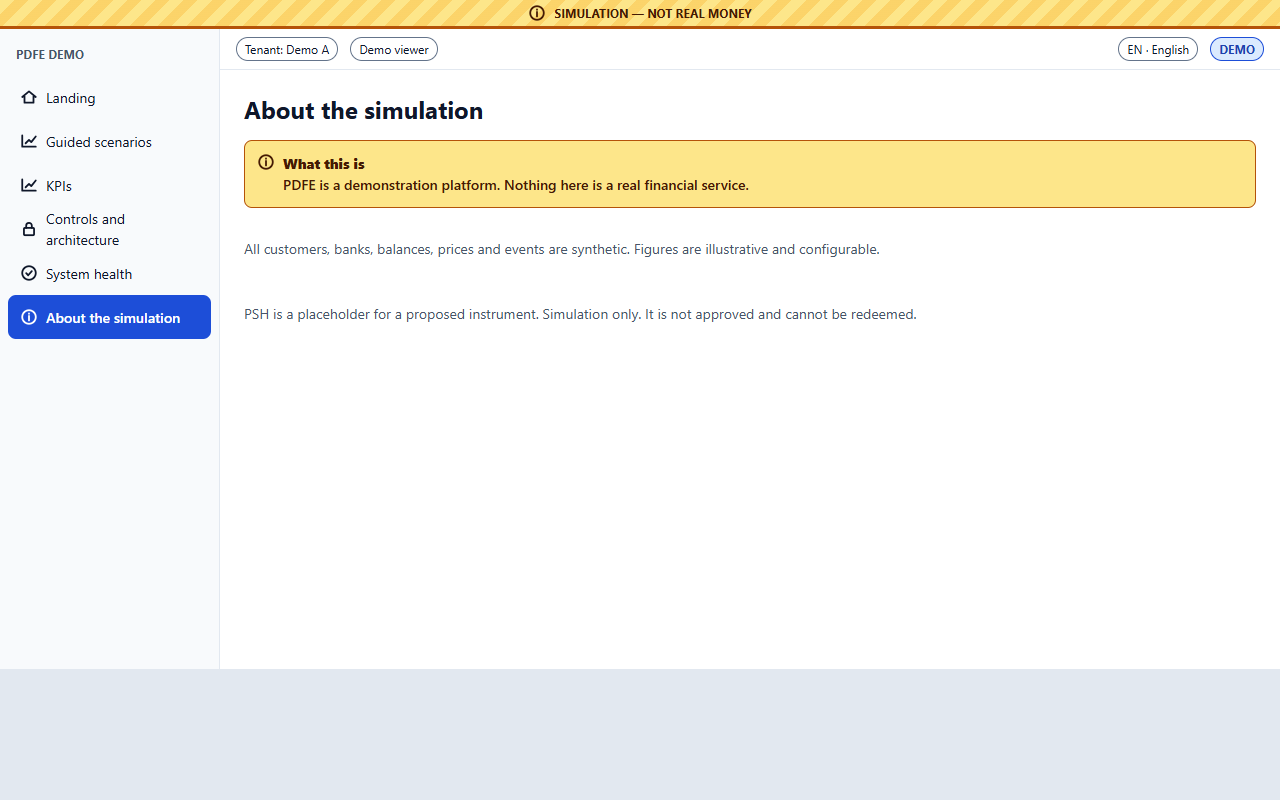 SIMULATION — NOT REAL MONEY
PDFE DEMO
Landing
Guided scenarios
KPIs
Controls and
architecture
System health
About the simulation
Tenant: Demo A
Demo viewer
EN · English
DEMO
About the simulation
What this is
PDFE is a demonstration platform. Nothing here is a real financial service.
All customers, banks, balances, prices and events are synthetic. Figures are illustrative and configurable.
PSH is a placeholder for a proposed instrument. Simulation only. It is not approved and cannot be redeemed.